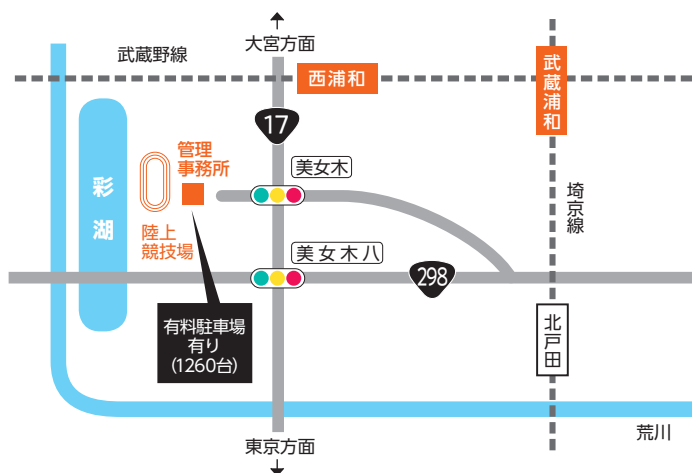 大宮方面
武蔵野線
西浦和
武蔵浦和
17
管理
事務所
美女木
彩湖
埼京線
陸上
競技場
美女木八
298
有料駐車場
有り
(1260台)
北戸田
荒川
東京方面